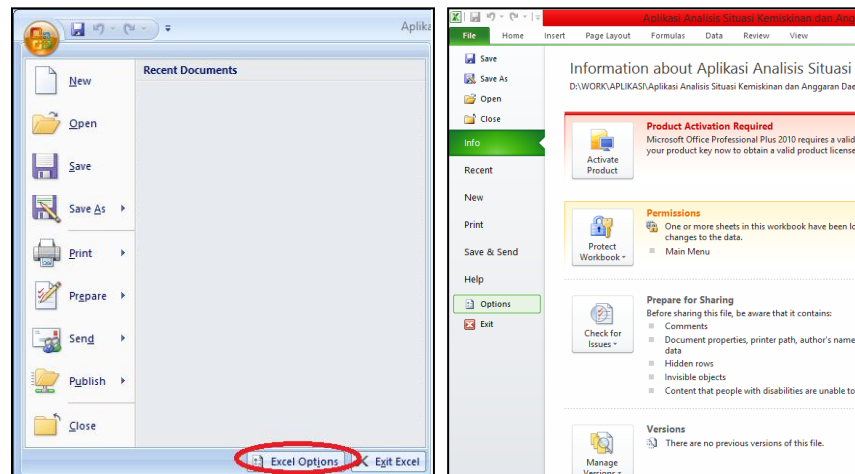 Aplika
Recent Documents
New
Open
Save
Save As
Print
Prepare
Send
Publish
Close
Excel Options
Exit Excel
Aplikasi Analisis Situasi Kemiskinan dan Ang
File Home Insert Page Layout Formulas Data Review View
Save
Save As
Open
Close
Info
Recent
New
Print
Save & Send
Help
Options
Exit
Information about Aplikasi Analisis Situasi
D:\WORK\APLIKASI\Aplikasi Analisis Situasi Kemiskinan dan Anggaran Dae
Activate
Product
Product Activation Required
Microsoft Office Professional Plus 2010 requires a valid
your product key now to obtain a valid product license
Protect
Workbook
Permissions
One or more sheets in this workbook have been lo
changes to the data.
Main Menu
Check for
Issues
Prepare for Sharing
Before sharing this file, be aware that it contains:
Comments
Document properties, printer path, author's name
data
Hidden rows
Invisible objects
Content that people with disabilities are unable to
Manage
Versions
Versions
There are no previous versions of this file.